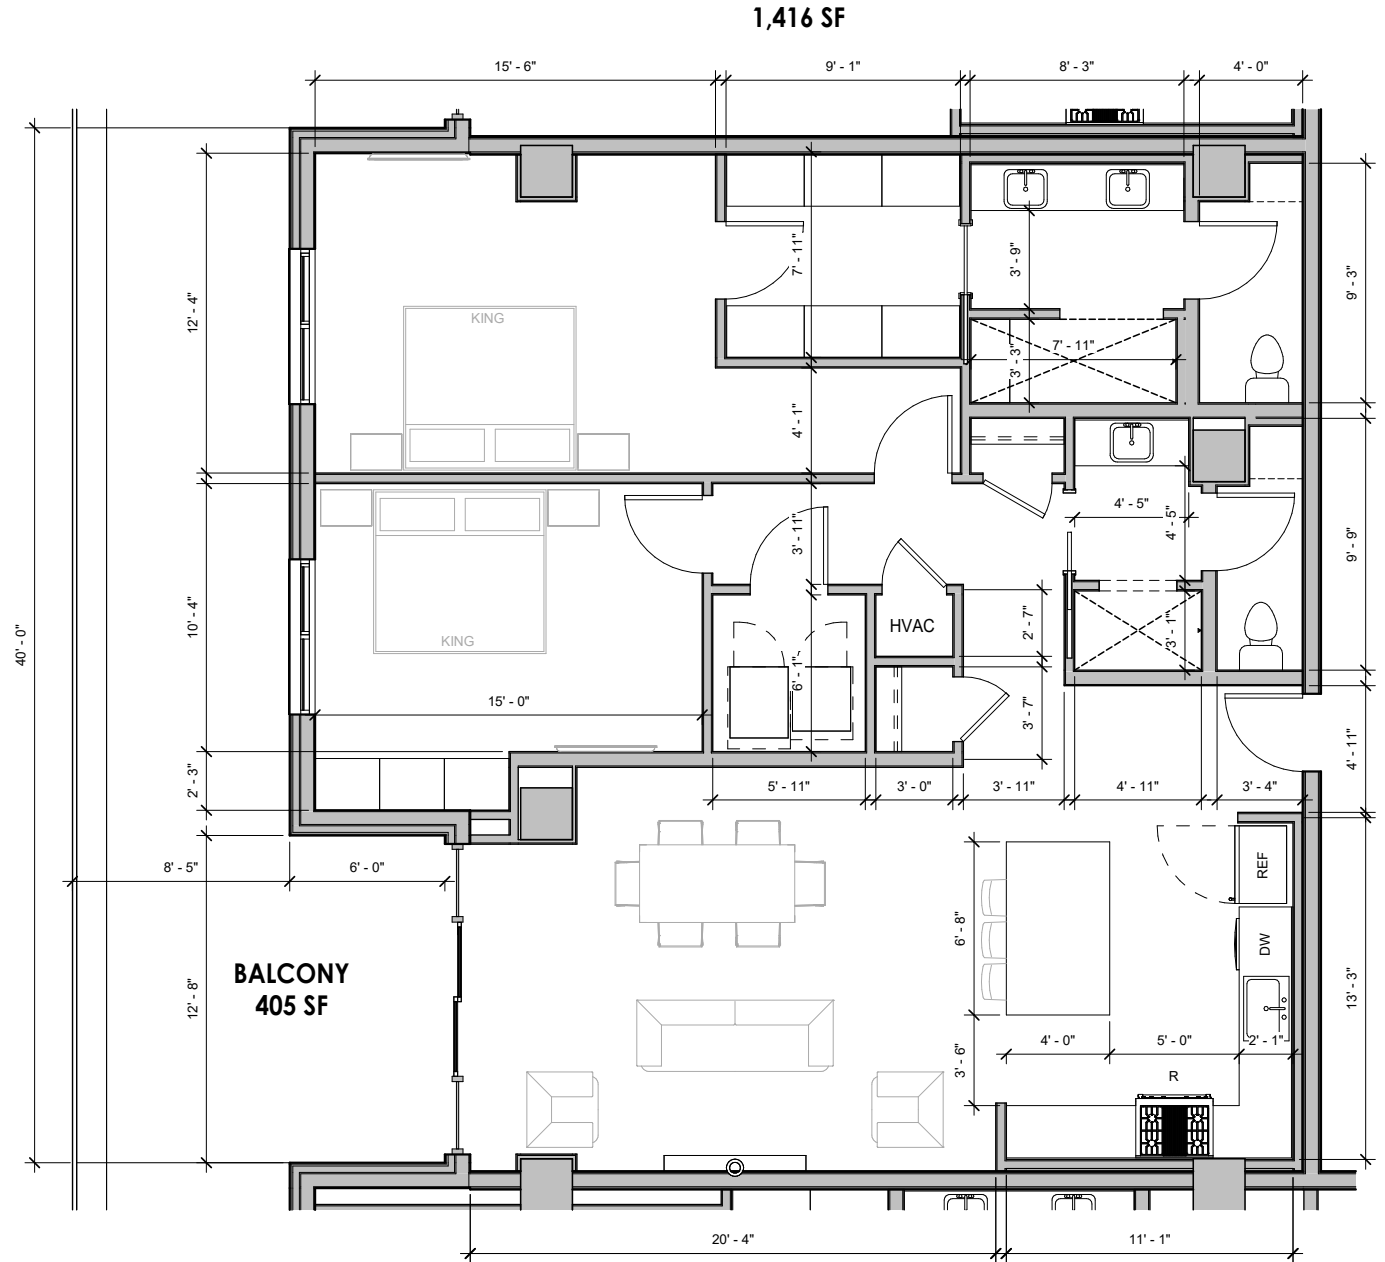 1,416 SF
15' - 6"
9' - 1"
8' - 3"
4' - 0"
7' - 11"
3' - 9"
9' - 3"
12' - 4"
KING
3' - 3"
7' - 11"
4' - 1"
4' - 5"
4' - 5"
3' - 11"
9' - 9"
10' - 4"
40' - 0"
KING
HVAC
2' - 7"
3' - 1"
6' - 1"
15' - 0"
3' - 7"
4' - 11"
2' - 3"
5' - 11"
3' - 0"
3' - 11"
4' - 11"
3' - 4"
8' - 5"
6' - 0"
REF
6' - 8"
DW
BALCONY
405 SF
12' - 8"
13' - 3"
4' - 0"
5' - 0"
2' - 1"
3' - 6"
R
20' - 4"
11' - 1"